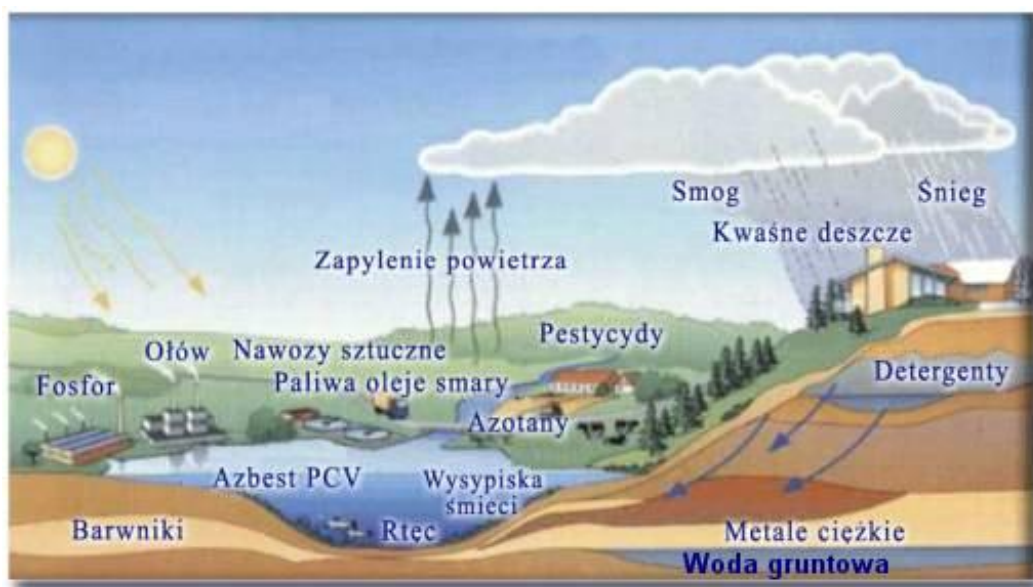 Smog
Śnieg
Kwaśne deszcze
Zapylenie powietrza
Pestycydy
Ołów
Nawozy sztuczne
Fosfor
Paliwa oleje smary
Detergenty
Azotany
Azbest PCV
Wysypiska
śmieci
Barwniki
Rtęc
Metale ciężkie
Woda gruntowa